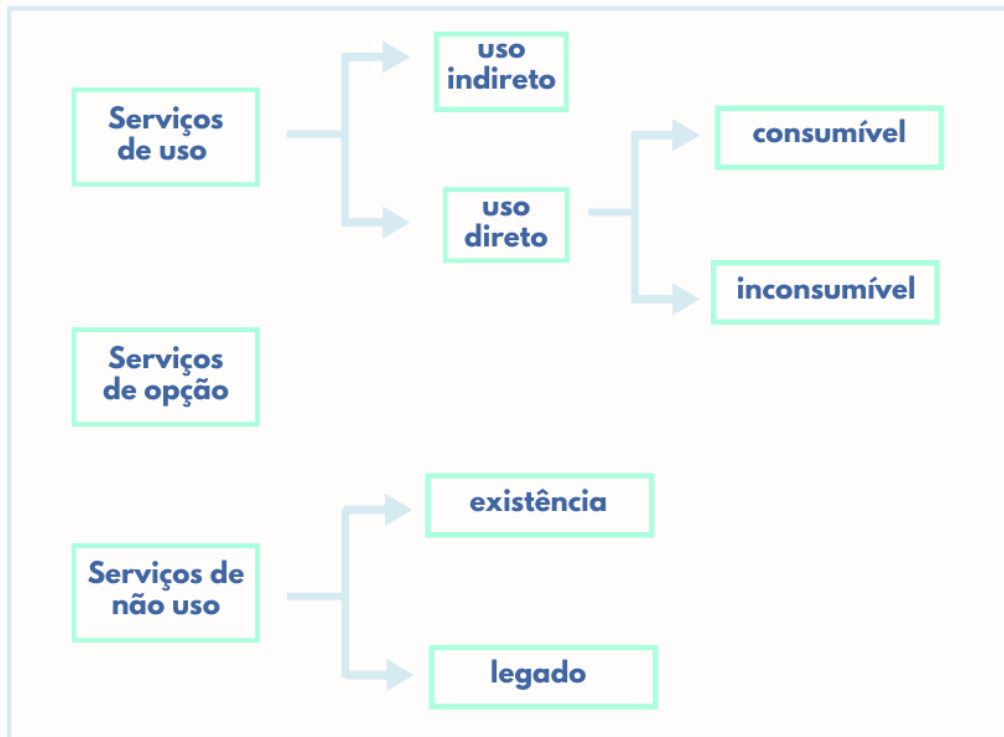 Serviços
de uso
uso
indireto
uso
direto
consumível
inconsumível
Serviços
de opção
Serviços de
não uso
existência
legado